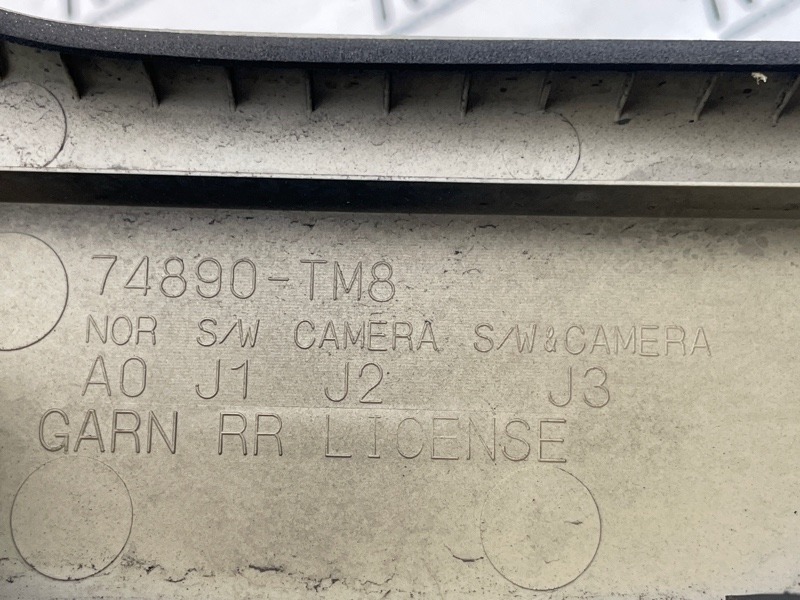 74890-TM8
NOR S/W CAMERA S/W&CAMERA
A0 J1 J2 J3
GARN RR LICENSE